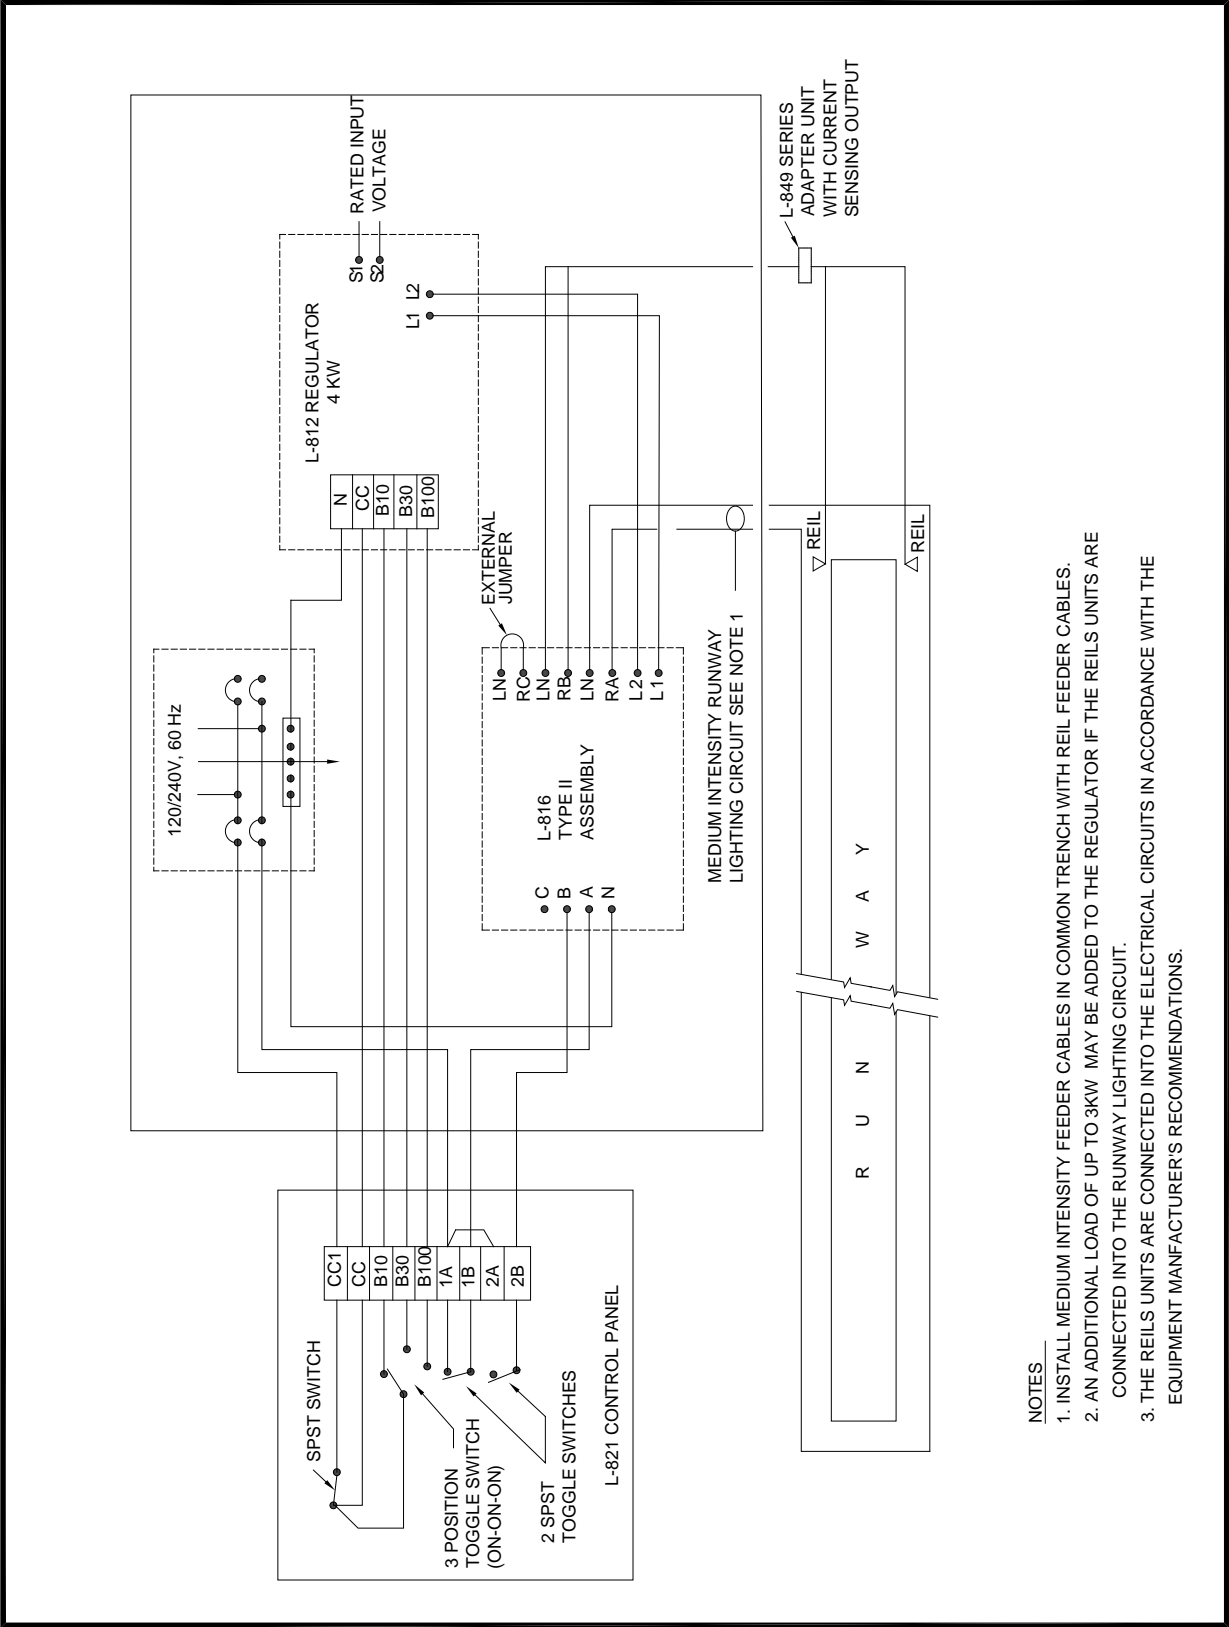 RATED INPUT
VOLTAGE
S1
S2
L1 L2
L-812 REGULATOR
4 KW
N
CC
B10
B30
B100
120/240V, 60 Hz
EXTERNAL
JUMPER
LN
RC
LN
RB
LN
RA
L2
L1
L-816
TYPE II
ASSEMBLY
C
B
A
N
MEDIUM INTENSITY RUNWAY
LIGHTING CIRCUIT SEE NOTE 1
L-849 SERIES
ADAPTER UNIT
WITH CURRENT
SENSING OUTPUT
REIL
REIL
R U N W A Y
CC1
CC
B10
B30
B100
1A
1B
2A
2B
SPST SWITCH
3 POSITION
TOGGLE SWITCH
(ON-ON-ON)
2 SPST
TOGGLE SWITCHES
L-821 CONTROL PANEL
NOTES
1. INSTALL MEDIUM INTENSITY FEEDER CABLES IN COMMON TRENCH WITH REIL FEEDER CABLES.
2. AN ADDITIONAL LOAD OF UP TO 3KW MAY BE ADDED TO THE REGULATOR IF THE REILS UNITS ARE
CONNECTED INTO THE RUNWAY LIGHTING CIRCUIT.
3. THE REILS UNITS ARE CONNECTED INTO THE ELECTRICAL CIRCUITS IN ACCORDANCE WITH THE
EQUIPMENT MANFACTURER'S RECOMMENDATIONS.